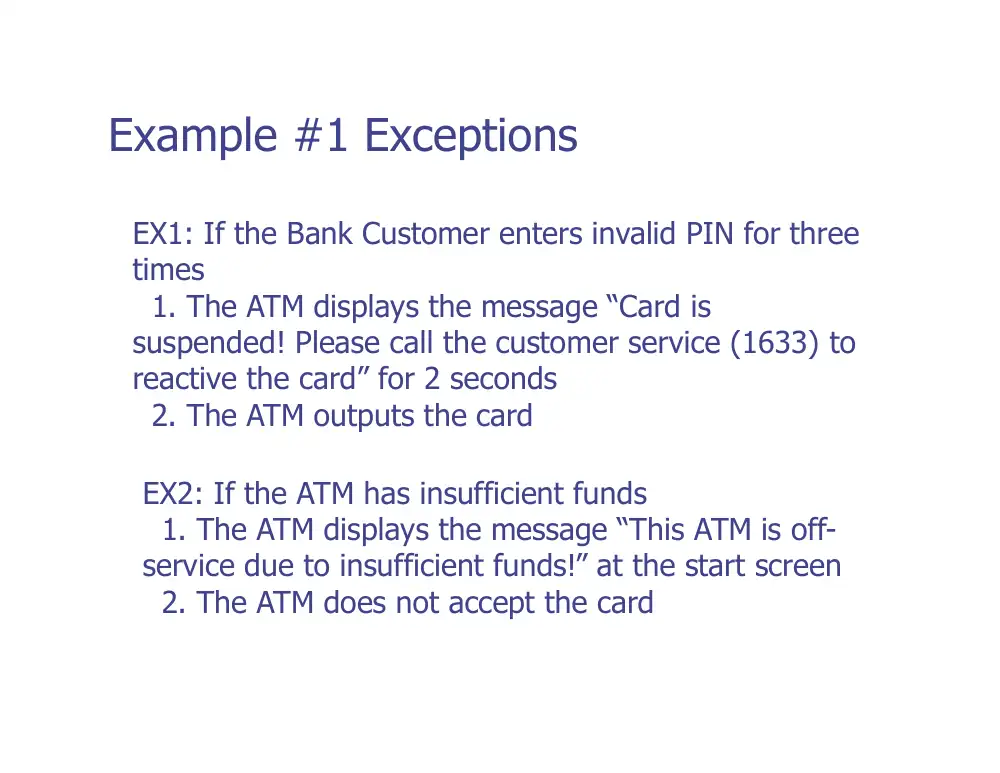 Example #1 Exceptions
EX1: If the Bank Customer enters invalid PIN for three
times
1. The ATM displays the message “Card is
suspended! Please call the customer service (1633) to
reactive the card” for 2 seconds
2. The ATM outputs the card
EX2: If the ATM has insufficient funds
1. The ATM displays the message “This ATM is off-
service due to insufficient funds!” at the start screen
2. The ATM does not accept the card